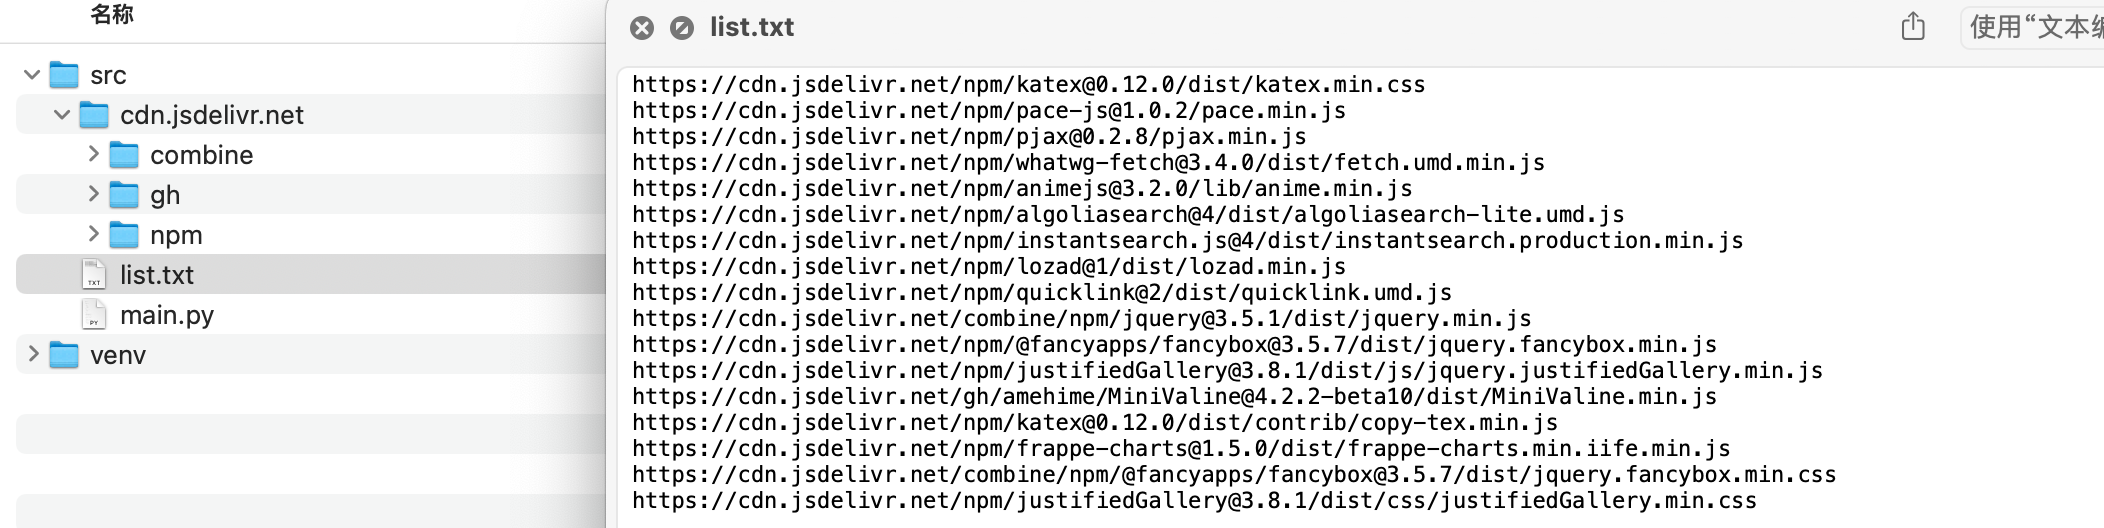 名称
src
cdn.jsdelivr.net
combine
gh
npm
list.txt
TXT
main.py
PY
venv
list.txt
使用“文本编
https://cdn.jsdelivr.net/npm/katex@0.12.0/dist/katex.min.css
https://cdn.jsdelivr.net/npm/pace-js@1.0.2/pace.min.js
https://cdn.jsdelivr.net/npm/pjax@0.2.8/pjax.min.js
https://cdn.jsdelivr.net/npm/whatwg-fetch@3.4.0/dist/fetch.umd.min.js
https://cdn.jsdelivr.net/npm/animejs@3.2.0/lib/anime.min.js
https://cdn.jsdelivr.net/npm/algoliasearch@4/dist/algoliasearch-lite.umd.js
https://cdn.jsdelivr.net/npm/instantsearch.js@4/dist/instantsearch.production.min.js
https://cdn.jsdelivr.net/npm/lozad@1/dist/lozad.min.js
https://cdn.jsdelivr.net/npm/quicklink@2/dist/quicklink.umd.js
https://cdn.jsdelivr.net/combine/npm/jquery@3.5.1/dist/jquery.min.js
https://cdn.jsdelivr.net/npm/@fancyapps/fancybox@3.5.7/dist/jquery.fancybox.min.js
https://cdn.jsdelivr.net/npm/justifiedGallery@3.8.1/dist/js/jquery.justifiedGallery.min.js
https://cdn.jsdelivr.net/gh/amehime/MiniValine@4.2.2-beta10/dist/MiniValine.min.js
https://cdn.jsdelivr.net/npm/katex@0.12.0/dist/contrib/copy-tex.min.js
https://cdn.jsdelivr.net/npm/frappe-charts@1.5.0/dist/frappe-charts.min.iife.min.js
https://cdn.jsdelivr.net/combine/npm/@fancyapps/fancybox@3.5.7/dist/jquery.fancybox.min.css
https://cdn.jsdelivr.net/npm/justifiedGallery@3.8.1/dist/css/justifiedGallery.min.css